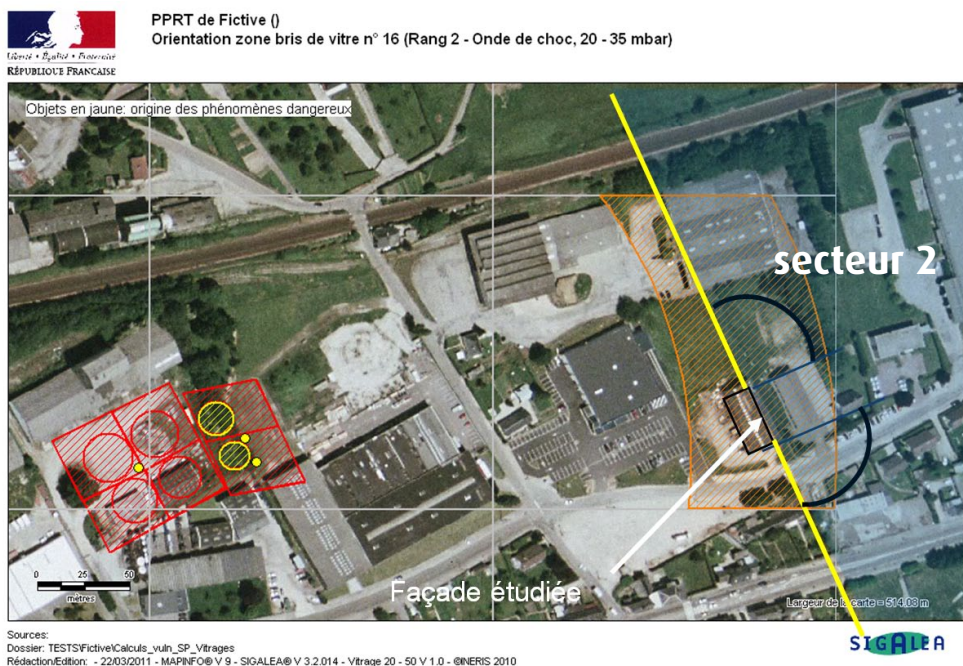 PPRT de Fictive ()
Orientation zone bris de vitre n° 16 (Rang 2 - Onde de choc, 20 - 35 mbar)
Liberté • Égalité • Fraternité
RÉPUBLIQUE FRANÇAISE
Objets en jaune: origine des phénomènes dangereux
secteur 2
Façade étudiée
0 25 50
mètres
Largeur de la carte = 514.03 m
Sources:
Dossier: TESTS\Fictive\Calculs_vuln_SP_Vitrages
Rédaction/Edition: - 22/03/2011 - MAPINFO® V 9 - SIGALEA® V 3.2.014 - Vitrage 20 - 50 V 1.0 - ©INERIS 2010
SIGALEA